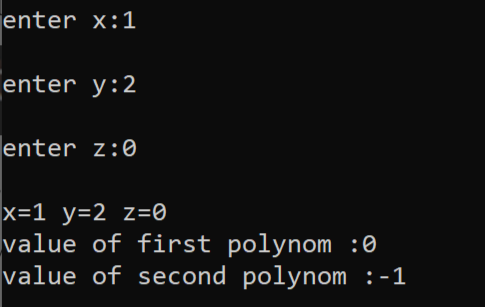 enter x:1
enter y:2
enter z:0
x=1 y=2 z=0
value of first polynom :0
value of second polynom :-1